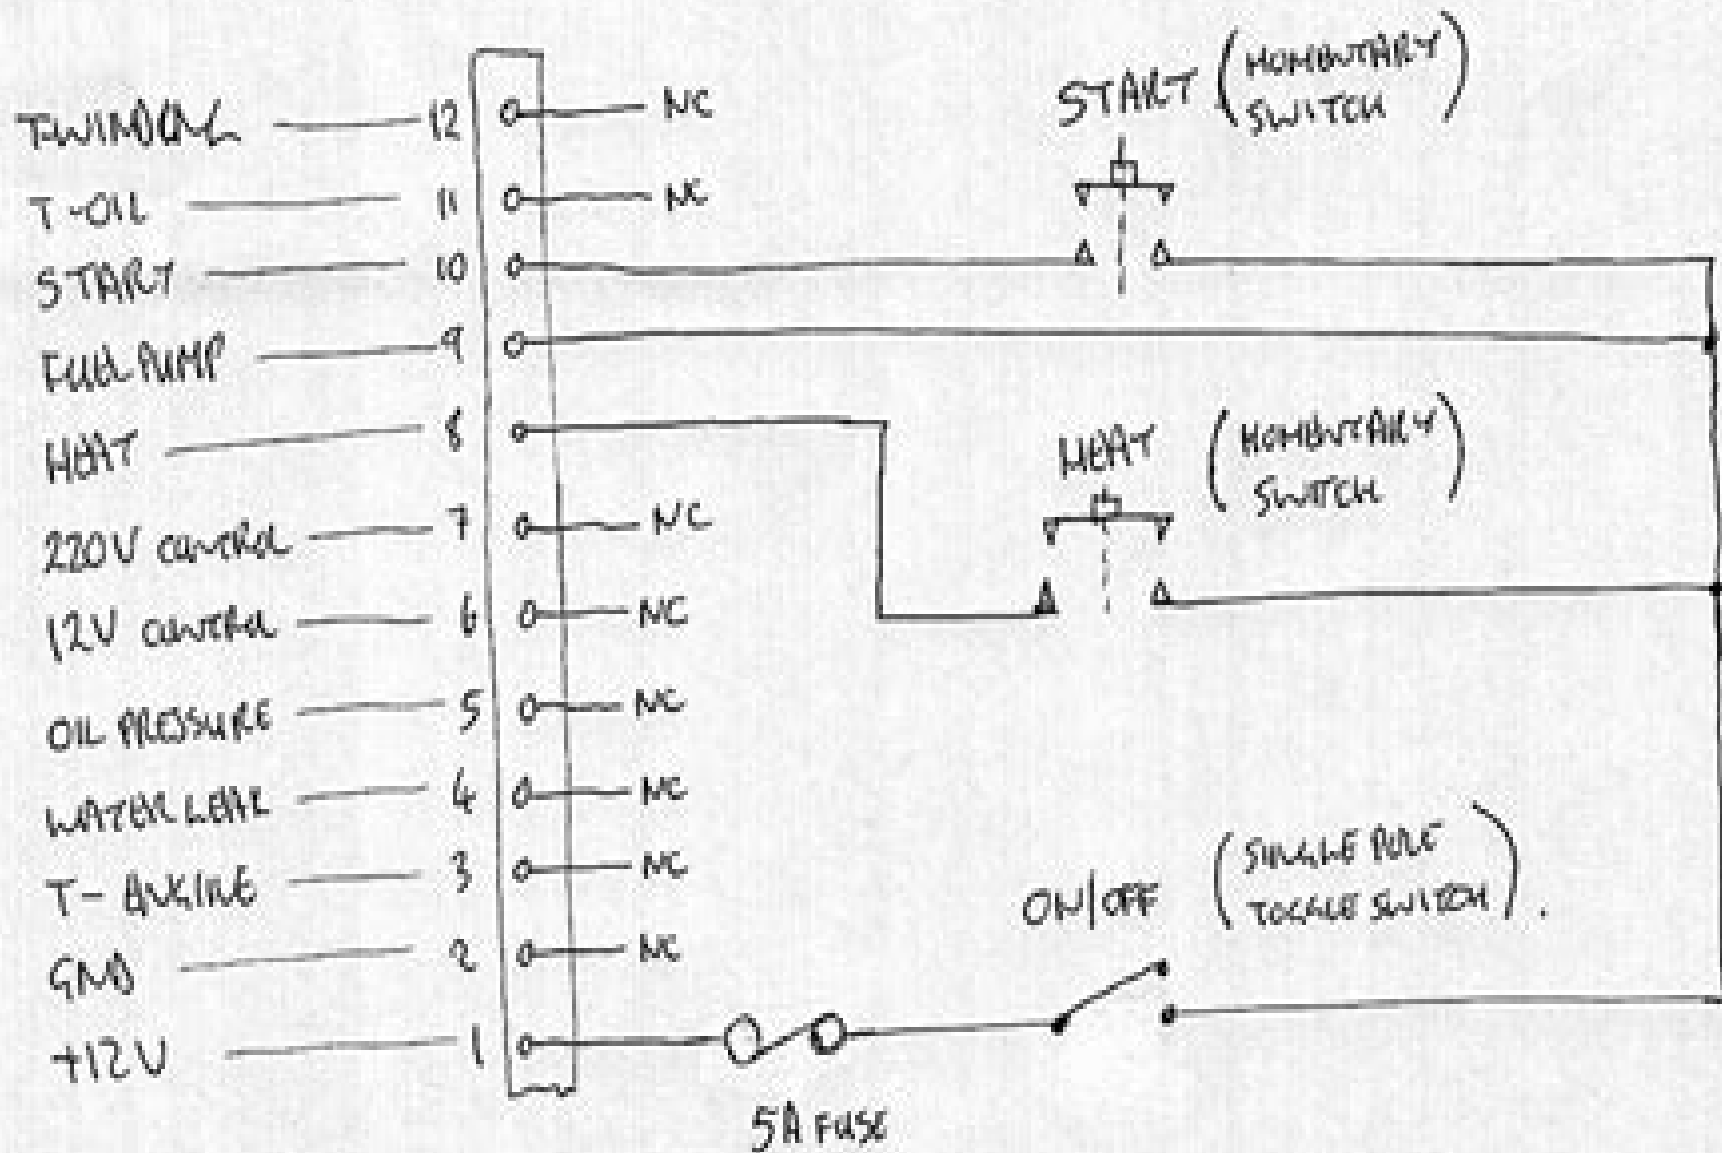 START (MOMENTARY
SWITCH)
TWINDING 12 NC
T-OIL 11 NC
START 10
FUEL PUMP 9
HEAT 8
HEAT (MOMENTARY
SWITCH)
220V CONTROL 7 NC
12V CONTROL 6 NC
OIL PRESSURE 5 NC
WATER LEAK 4 NC
T-ENGINE 3 NC
ON/OFF (SINGLE POLE
TOGGLE SWITCH).
GND 2 NC
+12V 1
5A FUSE